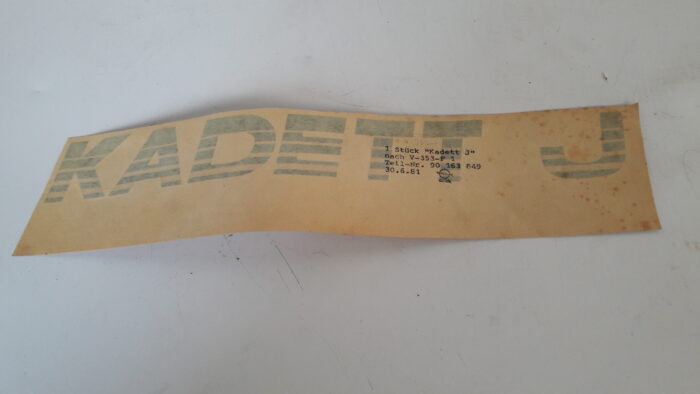 KADETT J
1 Stück "Kadett J"
nach V-353-P 1
Teil-Nr. 90 163 849
30.6.81